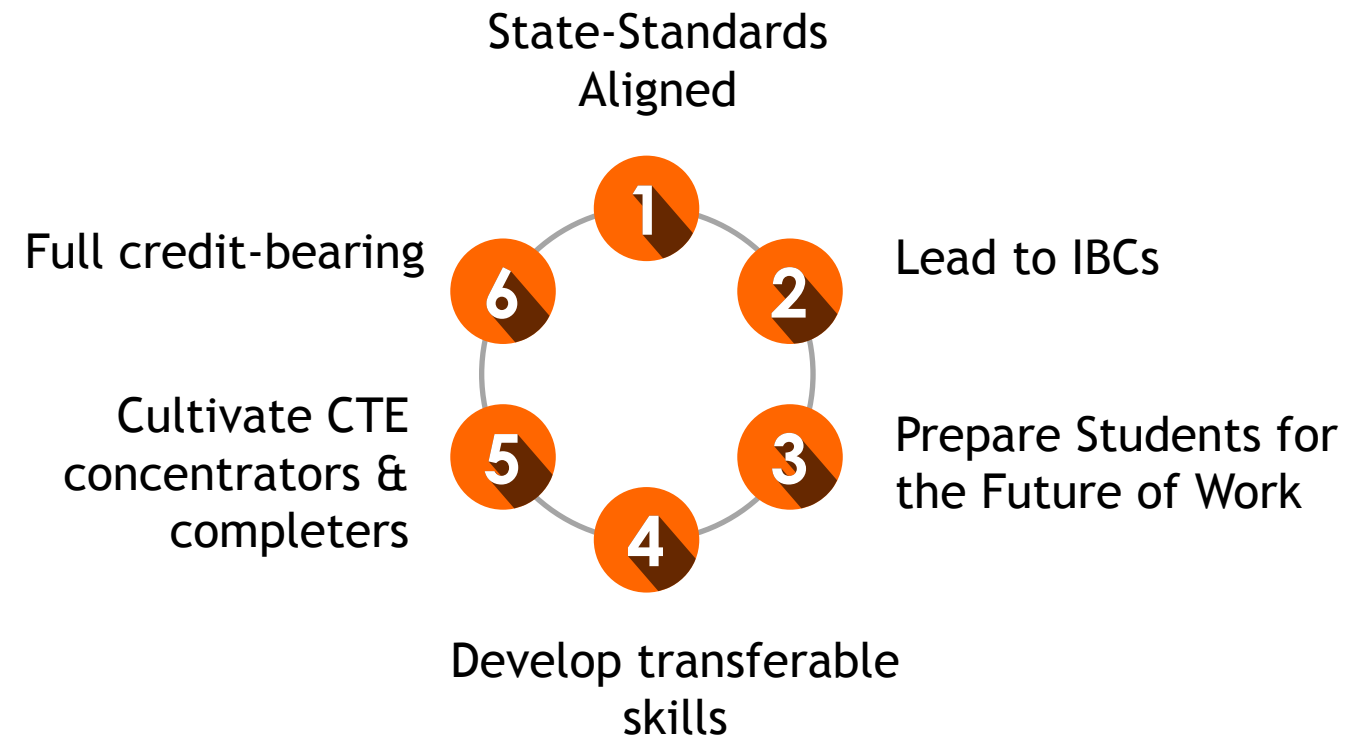 State-Standards
Aligned
1
2
Lead to IBCs
3
Prepare Students for
the Future of Work
4
Develop transferable
skills
5
Cultivate CTE
concentrators &
completers
6
Full credit-bearing